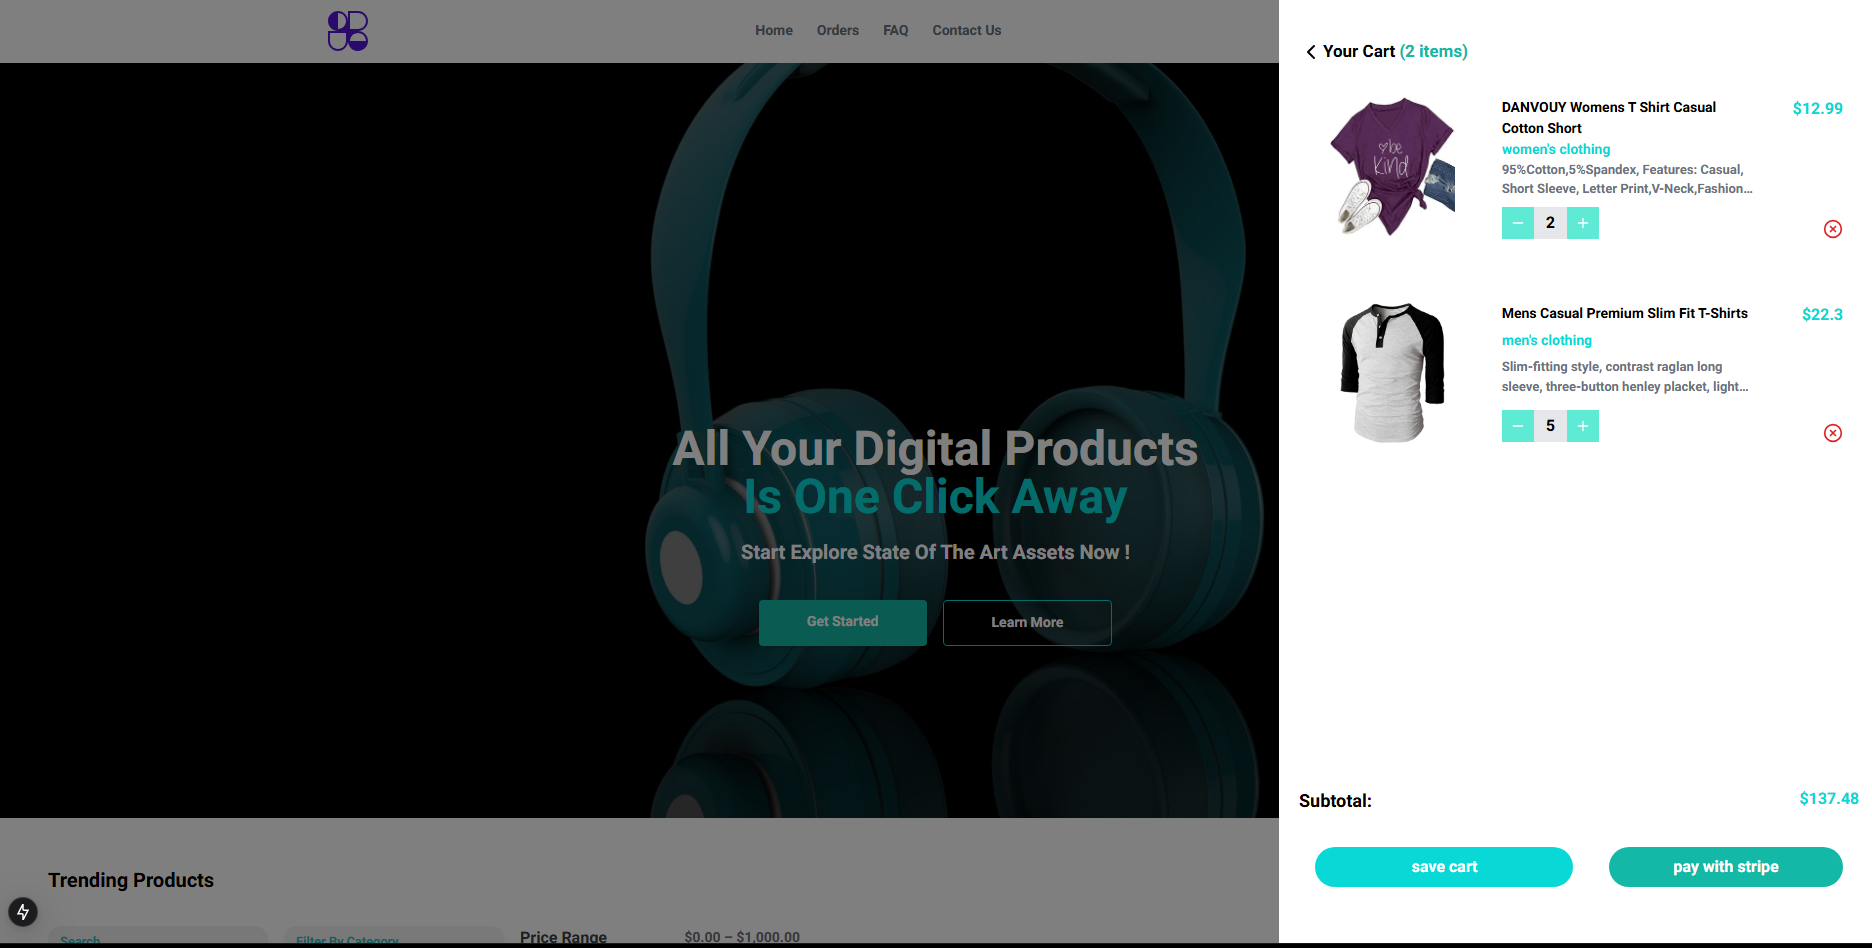 Home Orders FAQ Contact Us
All Your Digital Products
Is One Click Away
Start Explore State Of The Art Assets Now !
Get Started Learn More
Trending Products
Search Filter By Category Price Range $0.00 – $1,000.00
Your Cart (2 items)
be
kind
DANVOUY Womens T Shirt Casual
Cotton Short
$12.99
women's clothing
95%Cotton,5%Spandex, Features: Casual,
Short Sleeve, Letter Print,V-Neck,Fashion...
− 2 +
Mens Casual Premium Slim Fit T-Shirts
$22.3
men's clothing
Slim-fitting style, contrast raglan long
sleeve, three-button henley placket, light...
− 5 +
Subtotal: $137.48
save cart pay with stripe